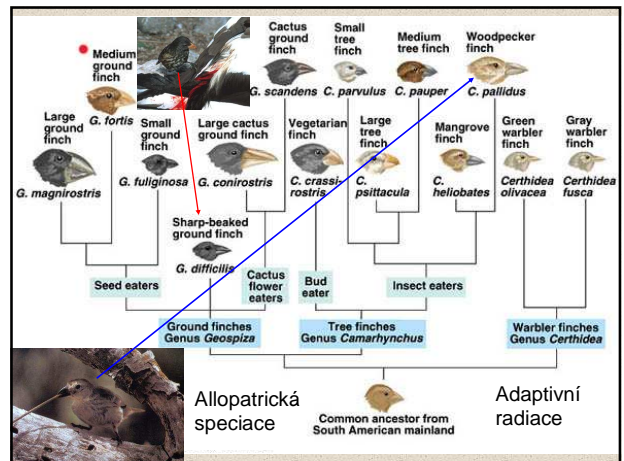 Medium
ground
finch
G. fortis
Cactus
ground
finch
G. scandens
Small
tree
finch
C. parvulus
Medium
tree finch
C. pauper
Woodpecker
finch
C. pallidus
Large
ground
finch
G. magnirostris
Small
ground
finch
G. fuliginosa
Large cactus
ground finch
G. conirostris
Vegetarian
finch
C. crassi-
rostris
Large
tree
finch
C.
psittacula
Mangrove
finch
C.
heliobates
Green
warbler
finch
Certhidea
olivacea
Gray
warbler
finch
Certhidea
fusca
Sharp-beaked
ground finch
G. difficilis
Seed eaters
Cactus
flower
eaters
Bud
eater
Insect eaters
Ground finches
Genus Geospiza
Tree finches
Genus Camarhynchus
Warbler finches
Genus Certhidea
Allopatrická
speciace
Common ancestor from
South American mainland
Adaptivní
radiace